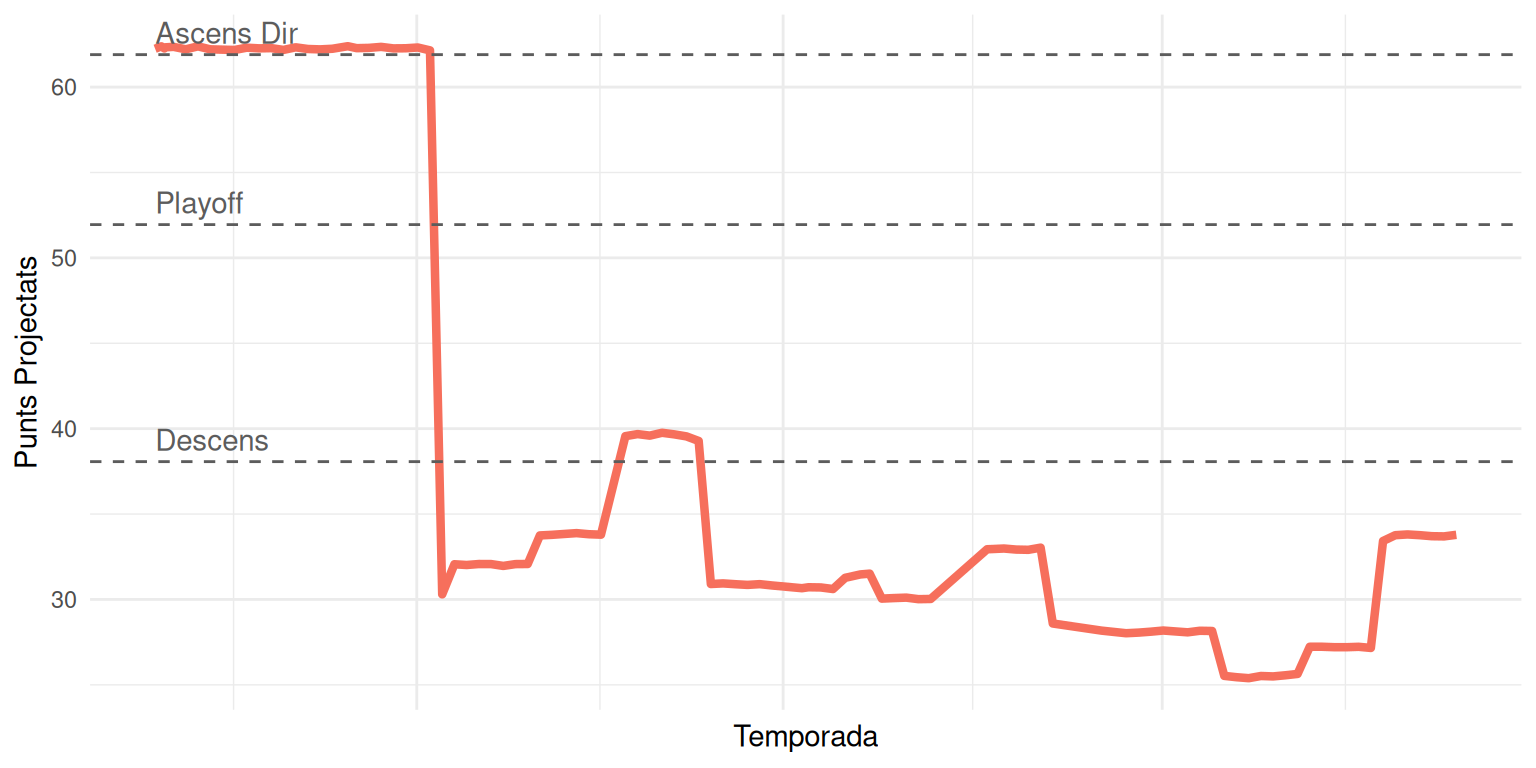 Ascens Dir
60
Playoff
50
Punts Projectats
40
Descens
30
Temporada